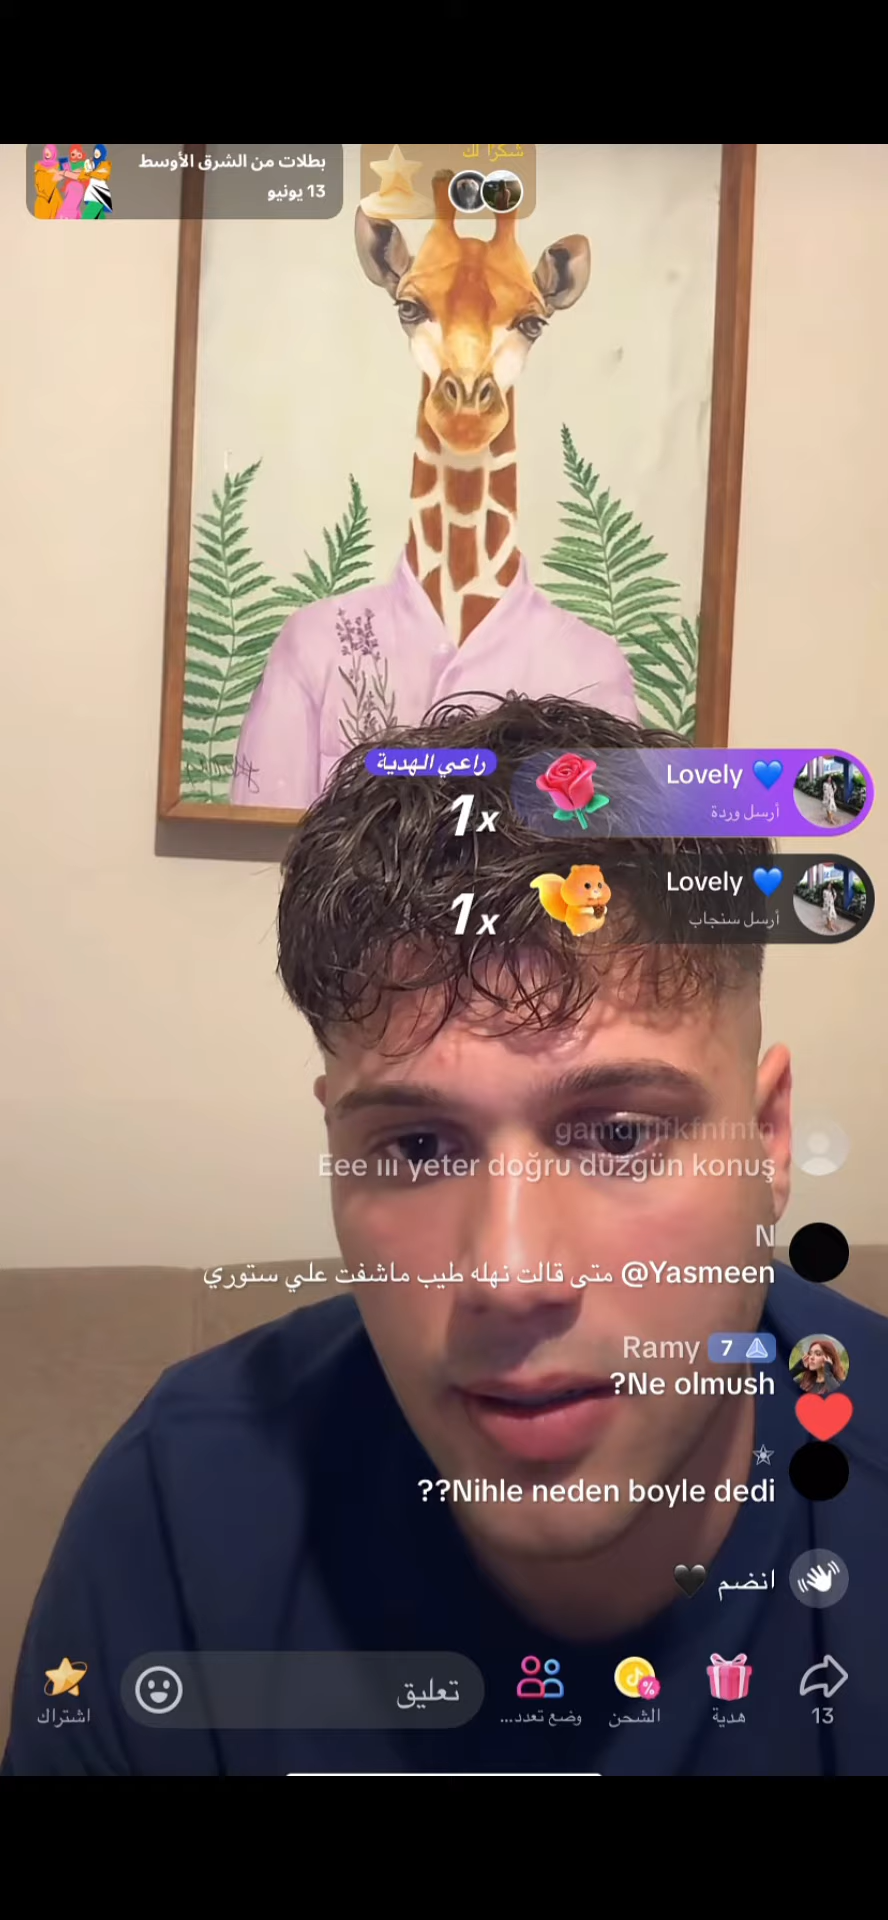 بطلات من الشرق الأوسط
13 يونيو
شكرًا لك
راعي الهدية
Lovely 💙
أرسل وردة
1x
Lovely 💙
أرسل سنجاب
1x
gamdjfjfkfnfnfn
Eee ııı yeter doğru düzgün konuş
N
@Yasmeen متى قالت نهله طيب ماشفت علي ستوري
Ramy 7
?Ne olmush
??Nihle neden boyle dedi
انضم 🖤
اشتراك
تعليق
وضع تعدد...
الشحن
هدية
13